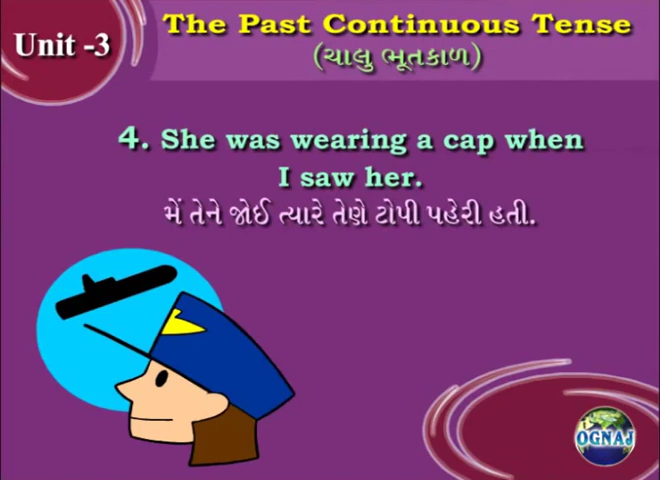 Unit -3
The Past Continuous Tense
(ચાલુ ભૂતકાળ)
4. She was wearing a cap when
I saw her.
મેં તેને જોઈ ત્યારે તેણે ટોપી પહેરી હતી.
OGNAJ